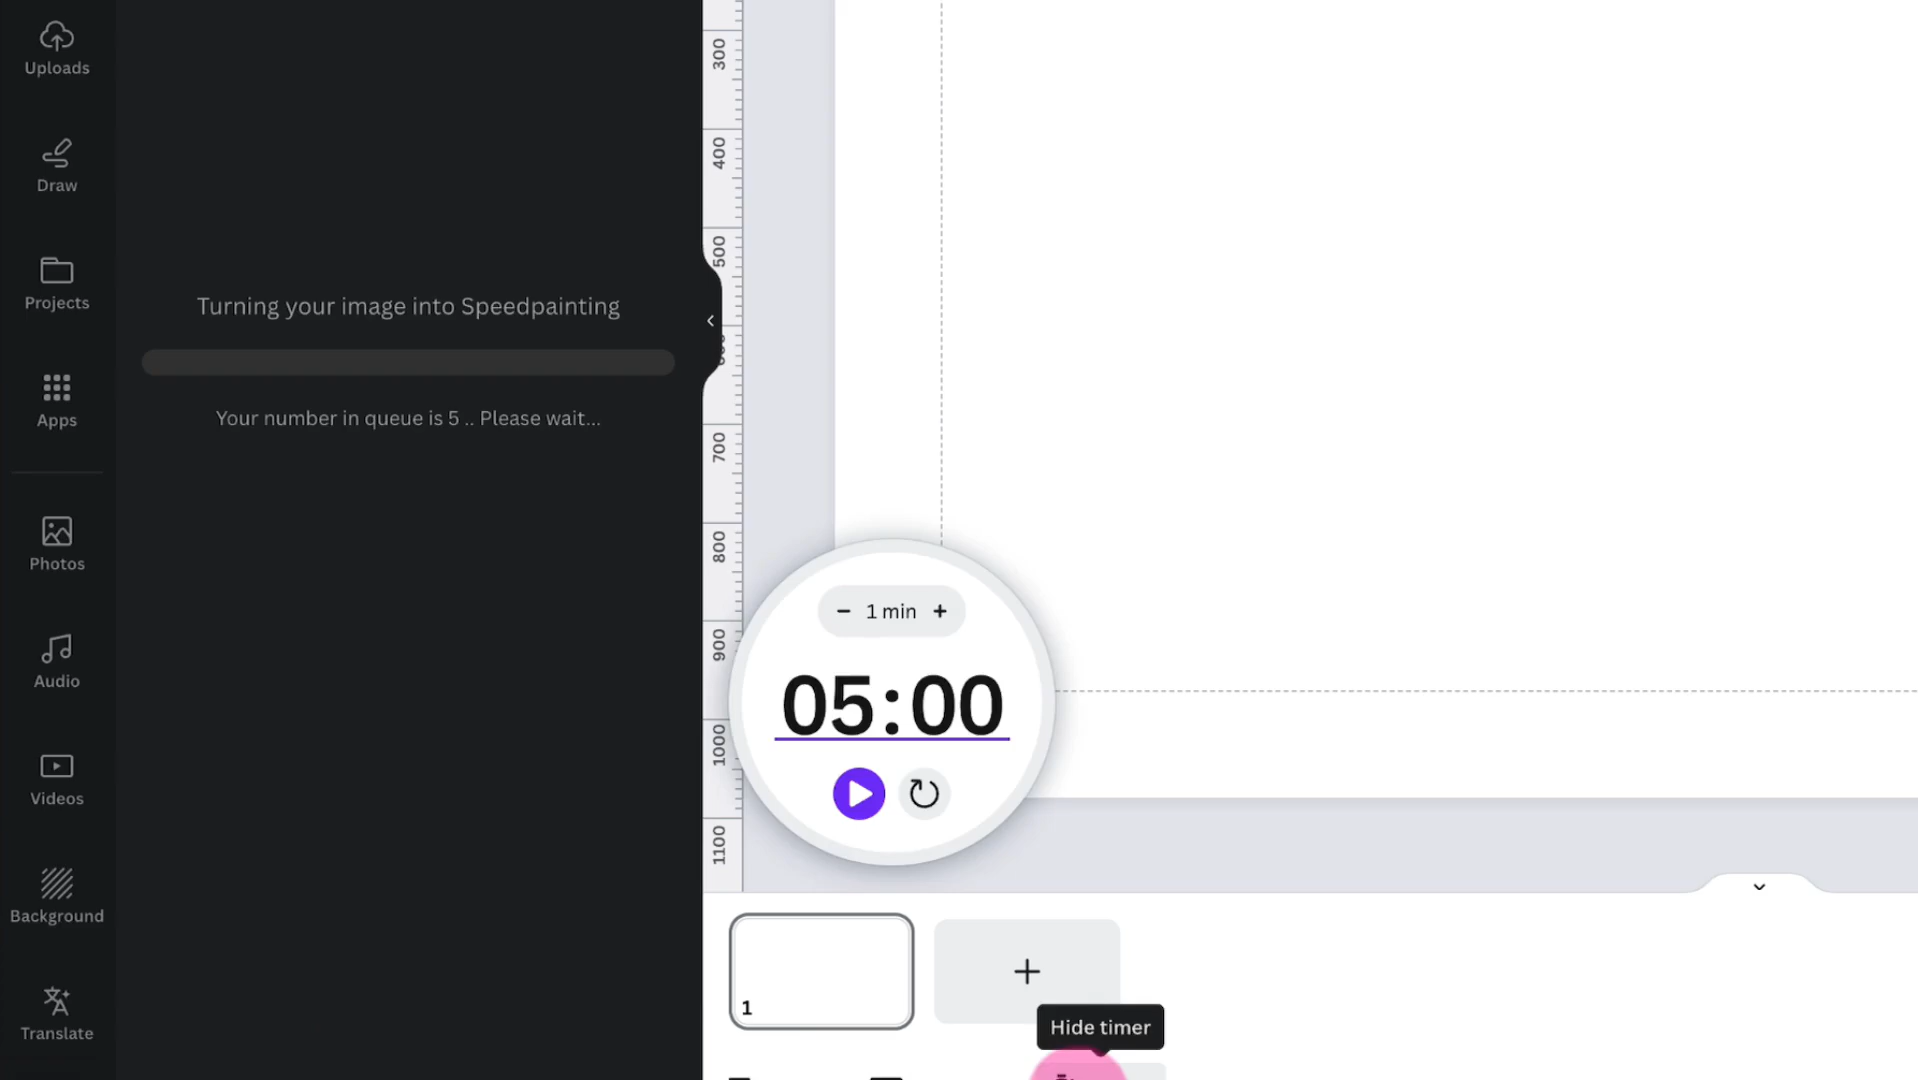 Uploads
Draw
Projects
Apps
Photos
Audio
Videos
Background
Translate
Turning your image into Speedpainting
Your number in queue is 5 .. Please wait...
300
400
500
700
800
900
1000
1100
− 1 min +
05:00
1
+
Hide timer